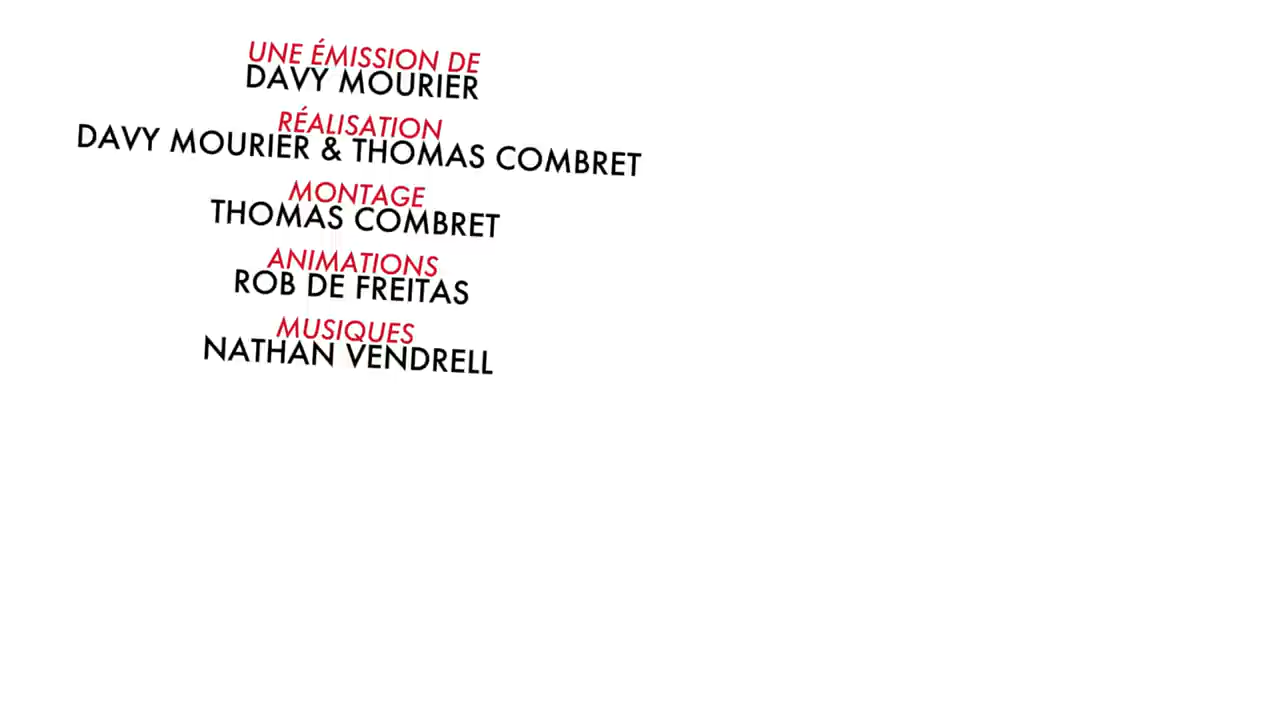 UNE ÉMISSION DE
DAVY MOURIER
RÉALISATION
DAVY MOURIER & THOMAS COMBRET
MONTAGE
THOMAS COMBRET
ANIMATIONS
ROB DE FREITAS
MUSIQUES
NATHAN VENDRELL